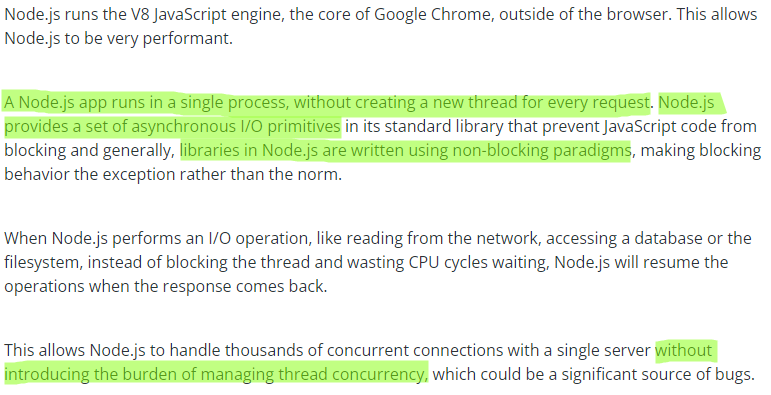 Node.js runs the V8 JavaScript engine, the core of Google Chrome, outside of the browser. This allows
Node.js to be very performant.
A Node.js app runs in a single process, without creating a new thread for every request. Node.js
provides a set of asynchronous I/O primitives in its standard library that prevent JavaScript code from
blocking and generally, libraries in Node.js are written using non-blocking paradigms, making blocking
behavior the exception rather than the norm.
When Node.js performs an I/O operation, like reading from the network, accessing a database or the
filesystem, instead of blocking the thread and wasting CPU cycles waiting, Node.js will resume the
operations when the response comes back.
This allows Node.js to handle thousands of concurrent connections with a single server without
introducing the burden of managing thread concurrency, which could be a significant source of bugs.